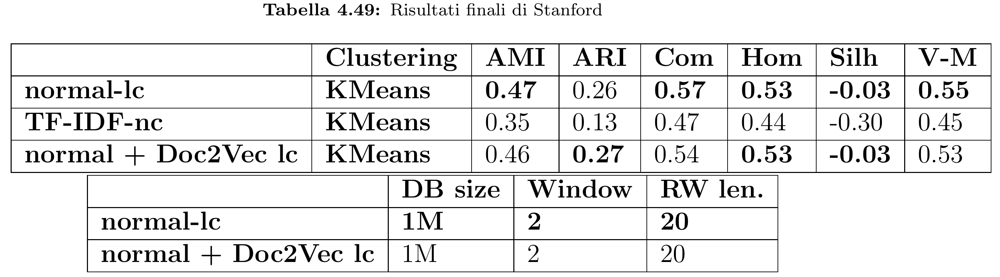 Tabella 4.49: Risultati finali di Stanford
Clustering AMI ARI Com Hom Silh V-M
normal-lc KMeans 0.47 0.26 0.57 0.53 -0.03 0.55
TF-IDF-nc KMeans 0.35 0.13 0.47 0.44 -0.30 0.45
normal + Doc2Vec lc KMeans 0.46 0.27 0.54 0.53 -0.03 0.53
DB size Window RW len.
normal-lc 1M 2 20
normal + Doc2Vec lc 1M 2 20